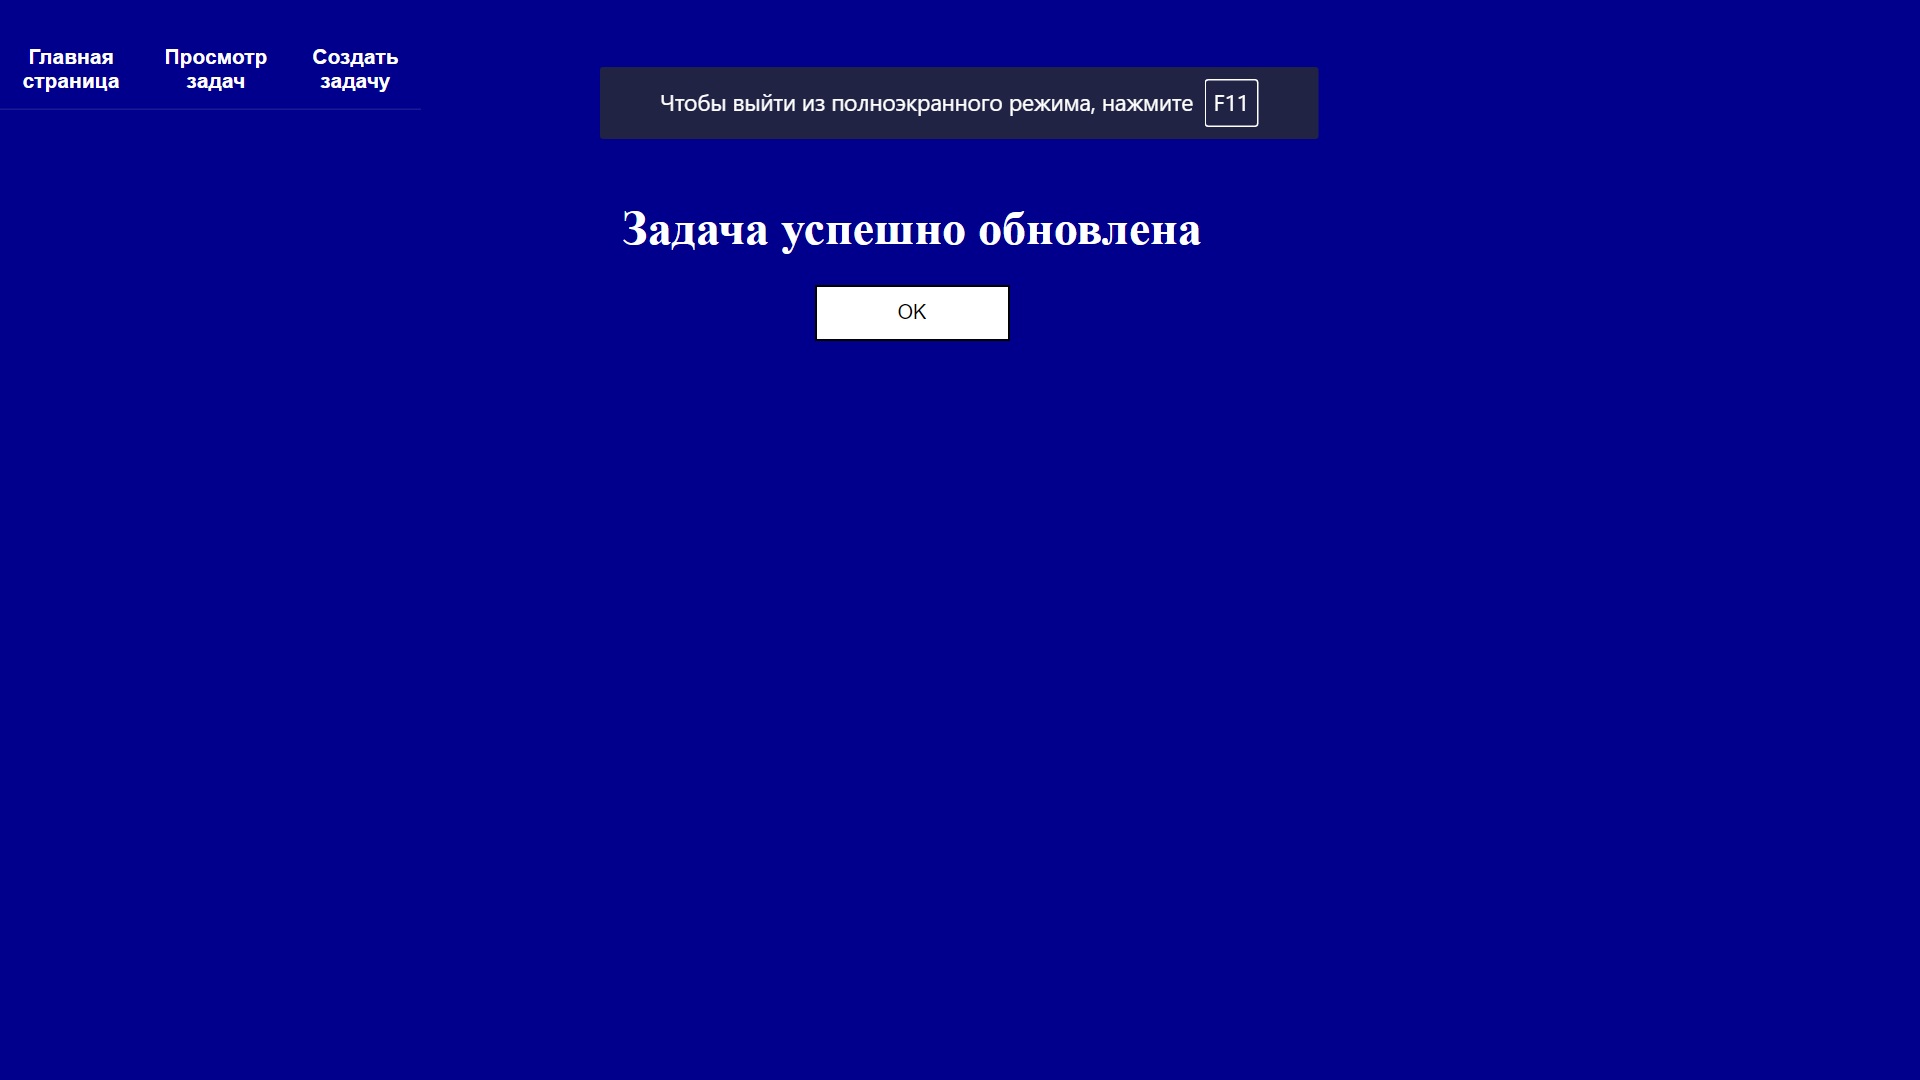 Главная
страница
Просмотр
задач
Создать
задачу
Чтобы выйти из полноэкранного режима, нажмите F11
Задача успешно обновлена
OK